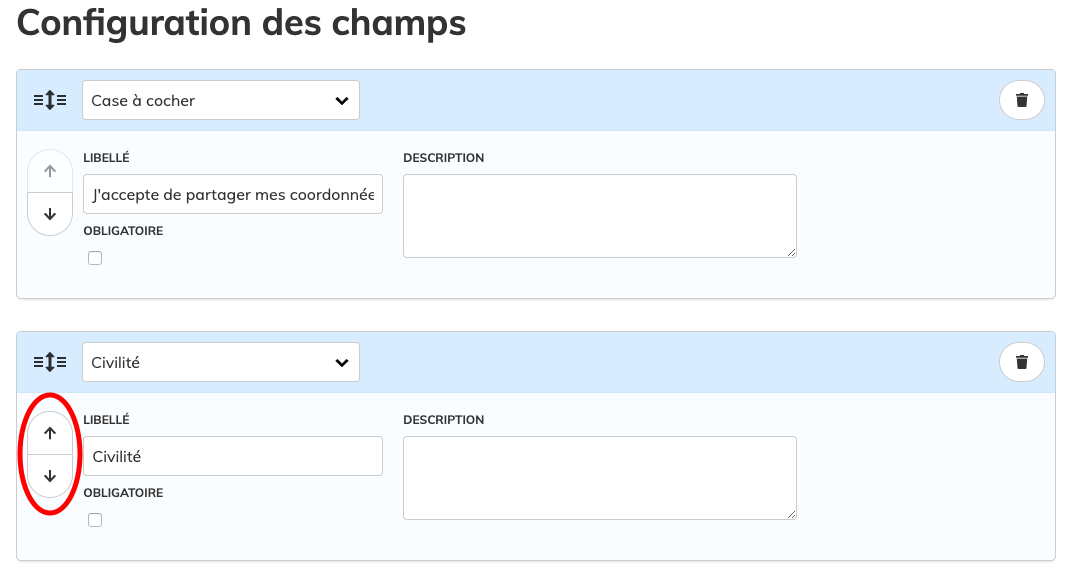 Configuration des champs
Case à cocher
LIBELLÉ
DESCRIPTION
J'accepte de partager mes coordonnée
OBLIGATOIRE
Civilité
LIBELLÉ
DESCRIPTION
Civilité
OBLIGATOIRE